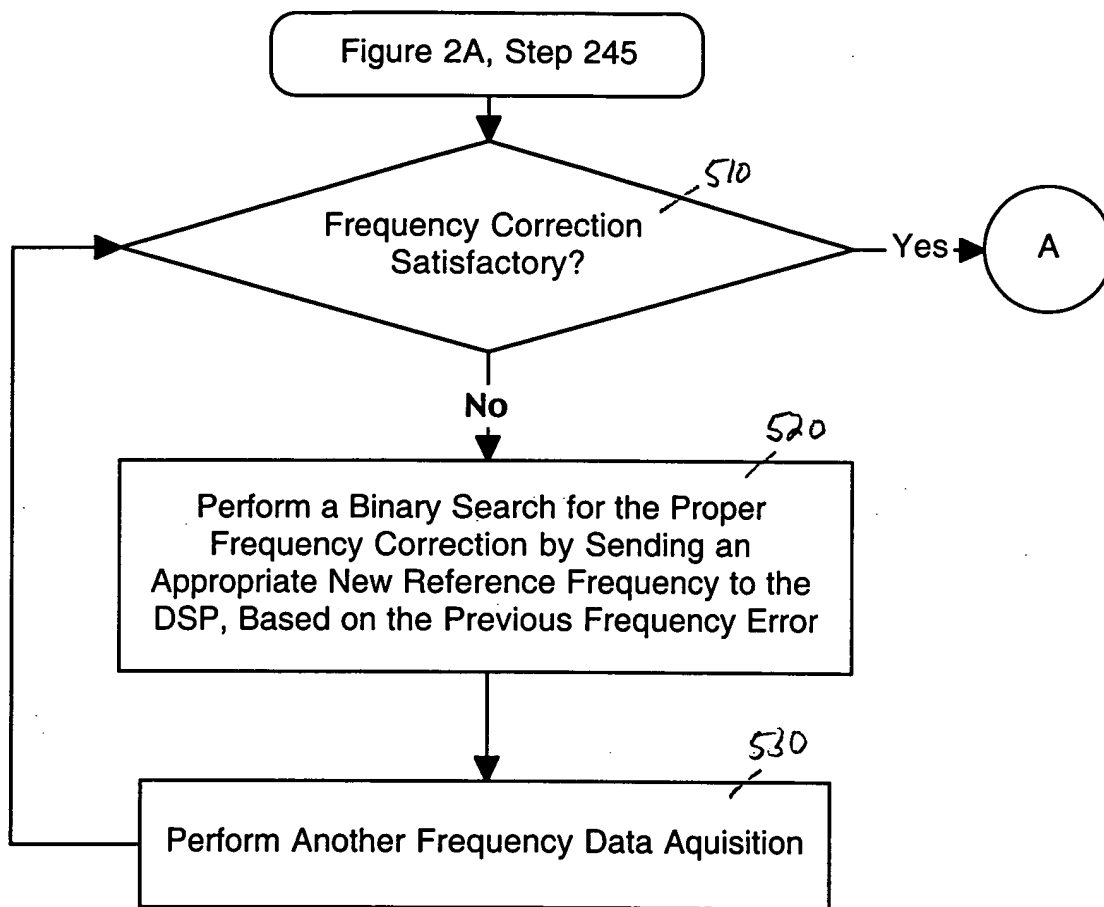 Figure 2A, Step 245
510
Frequency Correction
Satisfactory?
Yes
A
No
520
Perform a Binary Search for the Proper
Frequency Correction by Sending an
Appropriate New Reference Frequency to the
DSP, Based on the Previous Frequency Error
530
Perform Another Frequency Data Aquisition